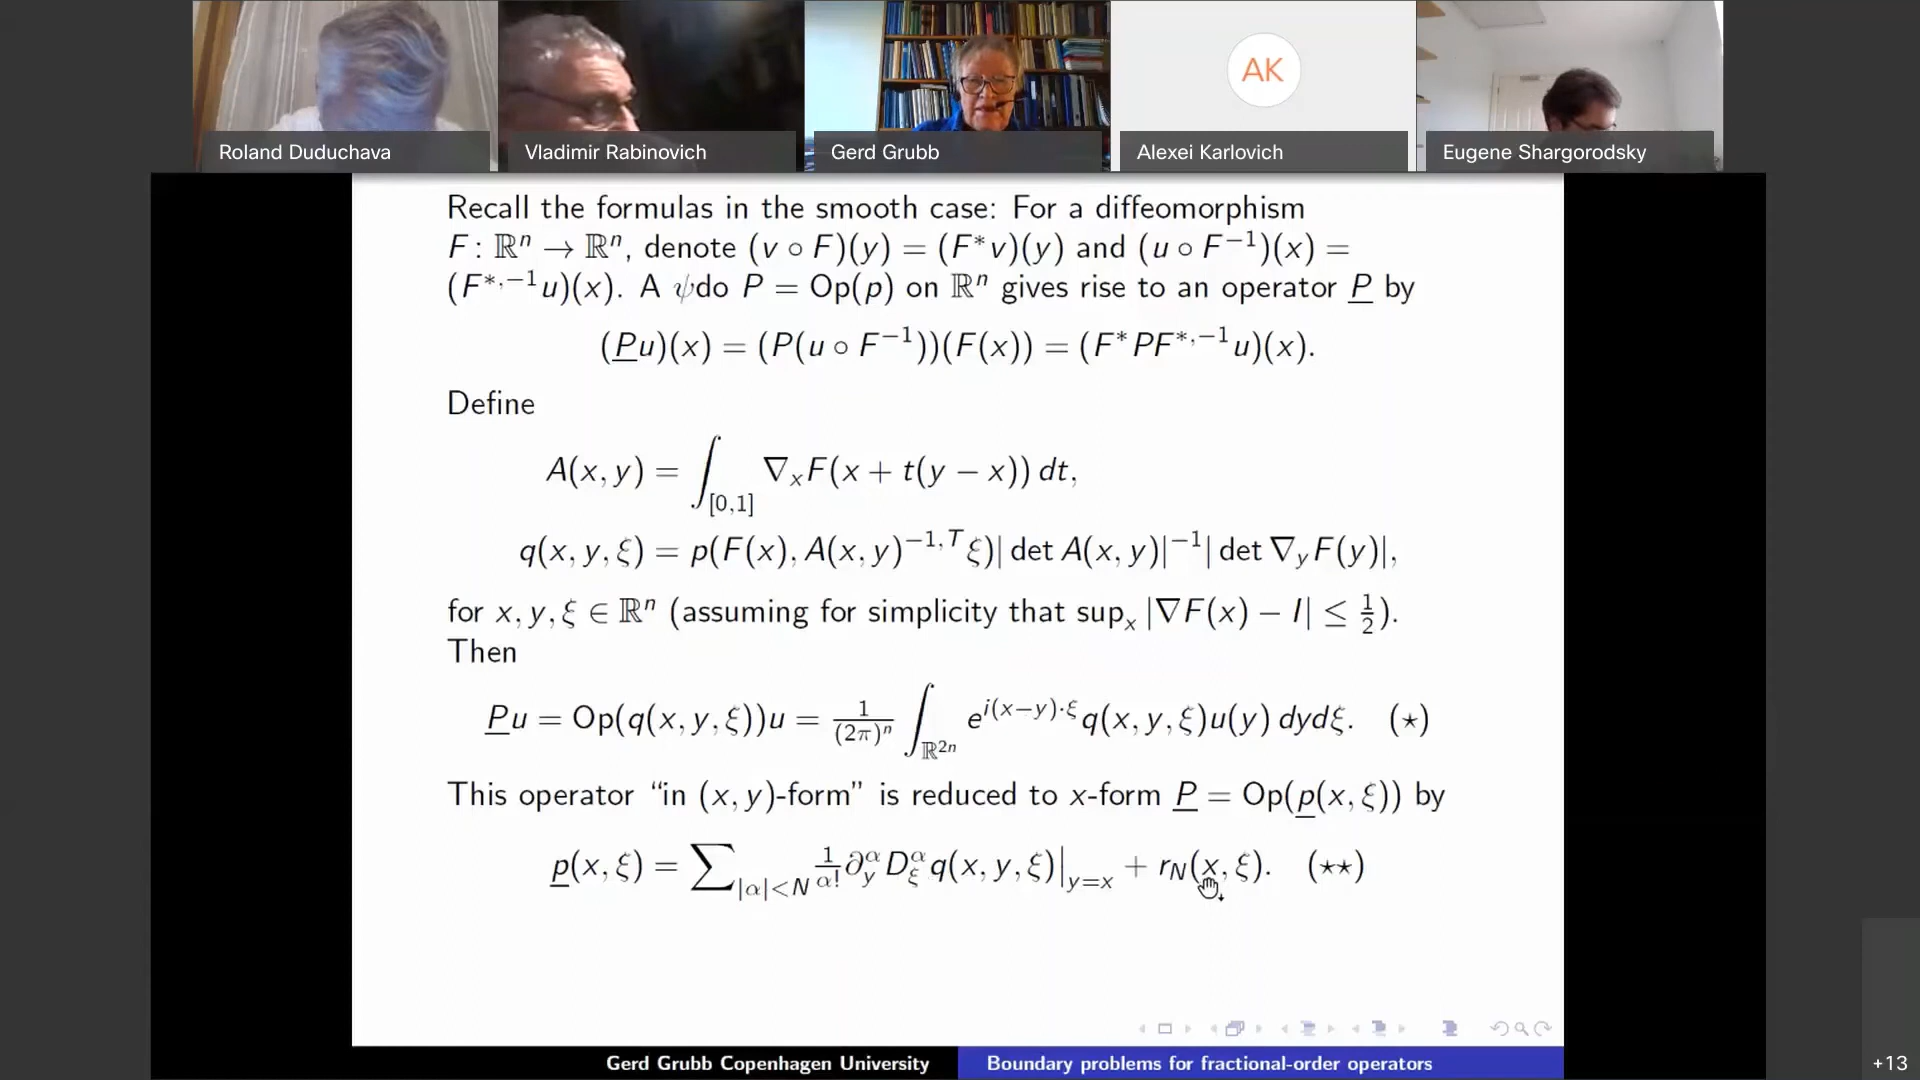 AK
Roland Duduchava
Vladimir Rabinovich
Gerd Grubb
Alexei Karlovich
Eugene Shargorodsky
Recall the formulas in the smooth case: For a diffeomorphism
F: ℝⁿ → ℝⁿ, denote (v ∘ F)(y) = (F*v)(y) and (u ∘ F⁻¹)(x) =
(F*,⁻¹u)(x). A ψdo P = Op(p) on ℝⁿ gives rise to an operator P̲ by
(P̲u)(x) = (P(u ∘ F⁻¹))(F(x)) = (F*PF*,⁻¹u)(x).
Define
A(x, y) = ∫_[0,1] ∇ₓF(x + t(y − x)) dt,
q(x, y, ξ) = p(F(x), A(x, y)^{−1,T}ξ)| det A(x, y)|⁻¹| det ∇_yF(y)|,
for x, y, ξ ∈ ℝⁿ (assuming for simplicity that supₓ |∇F(x) − I| ≤ ½).
Then
P̲u = Op(q(x, y, ξ))u = 1/(2π)ⁿ ∫_ℝ²ⁿ e^{i(x−y)·ξ}q(x, y, ξ)u(y) dydξ. (⋆)
This operator “in (x, y)-form” is reduced to x-form P̲ = Op(p̲(x, ξ)) by
p̲(x, ξ) = ∑_{|α|<N} 1/α! ∂_y^α D_ξ^α q(x, y, ξ)|_{y=x} + r_N(x, ξ). (⋆⋆)
Gerd Grubb Copenhagen University
Boundary problems for fractional-order operators
+13